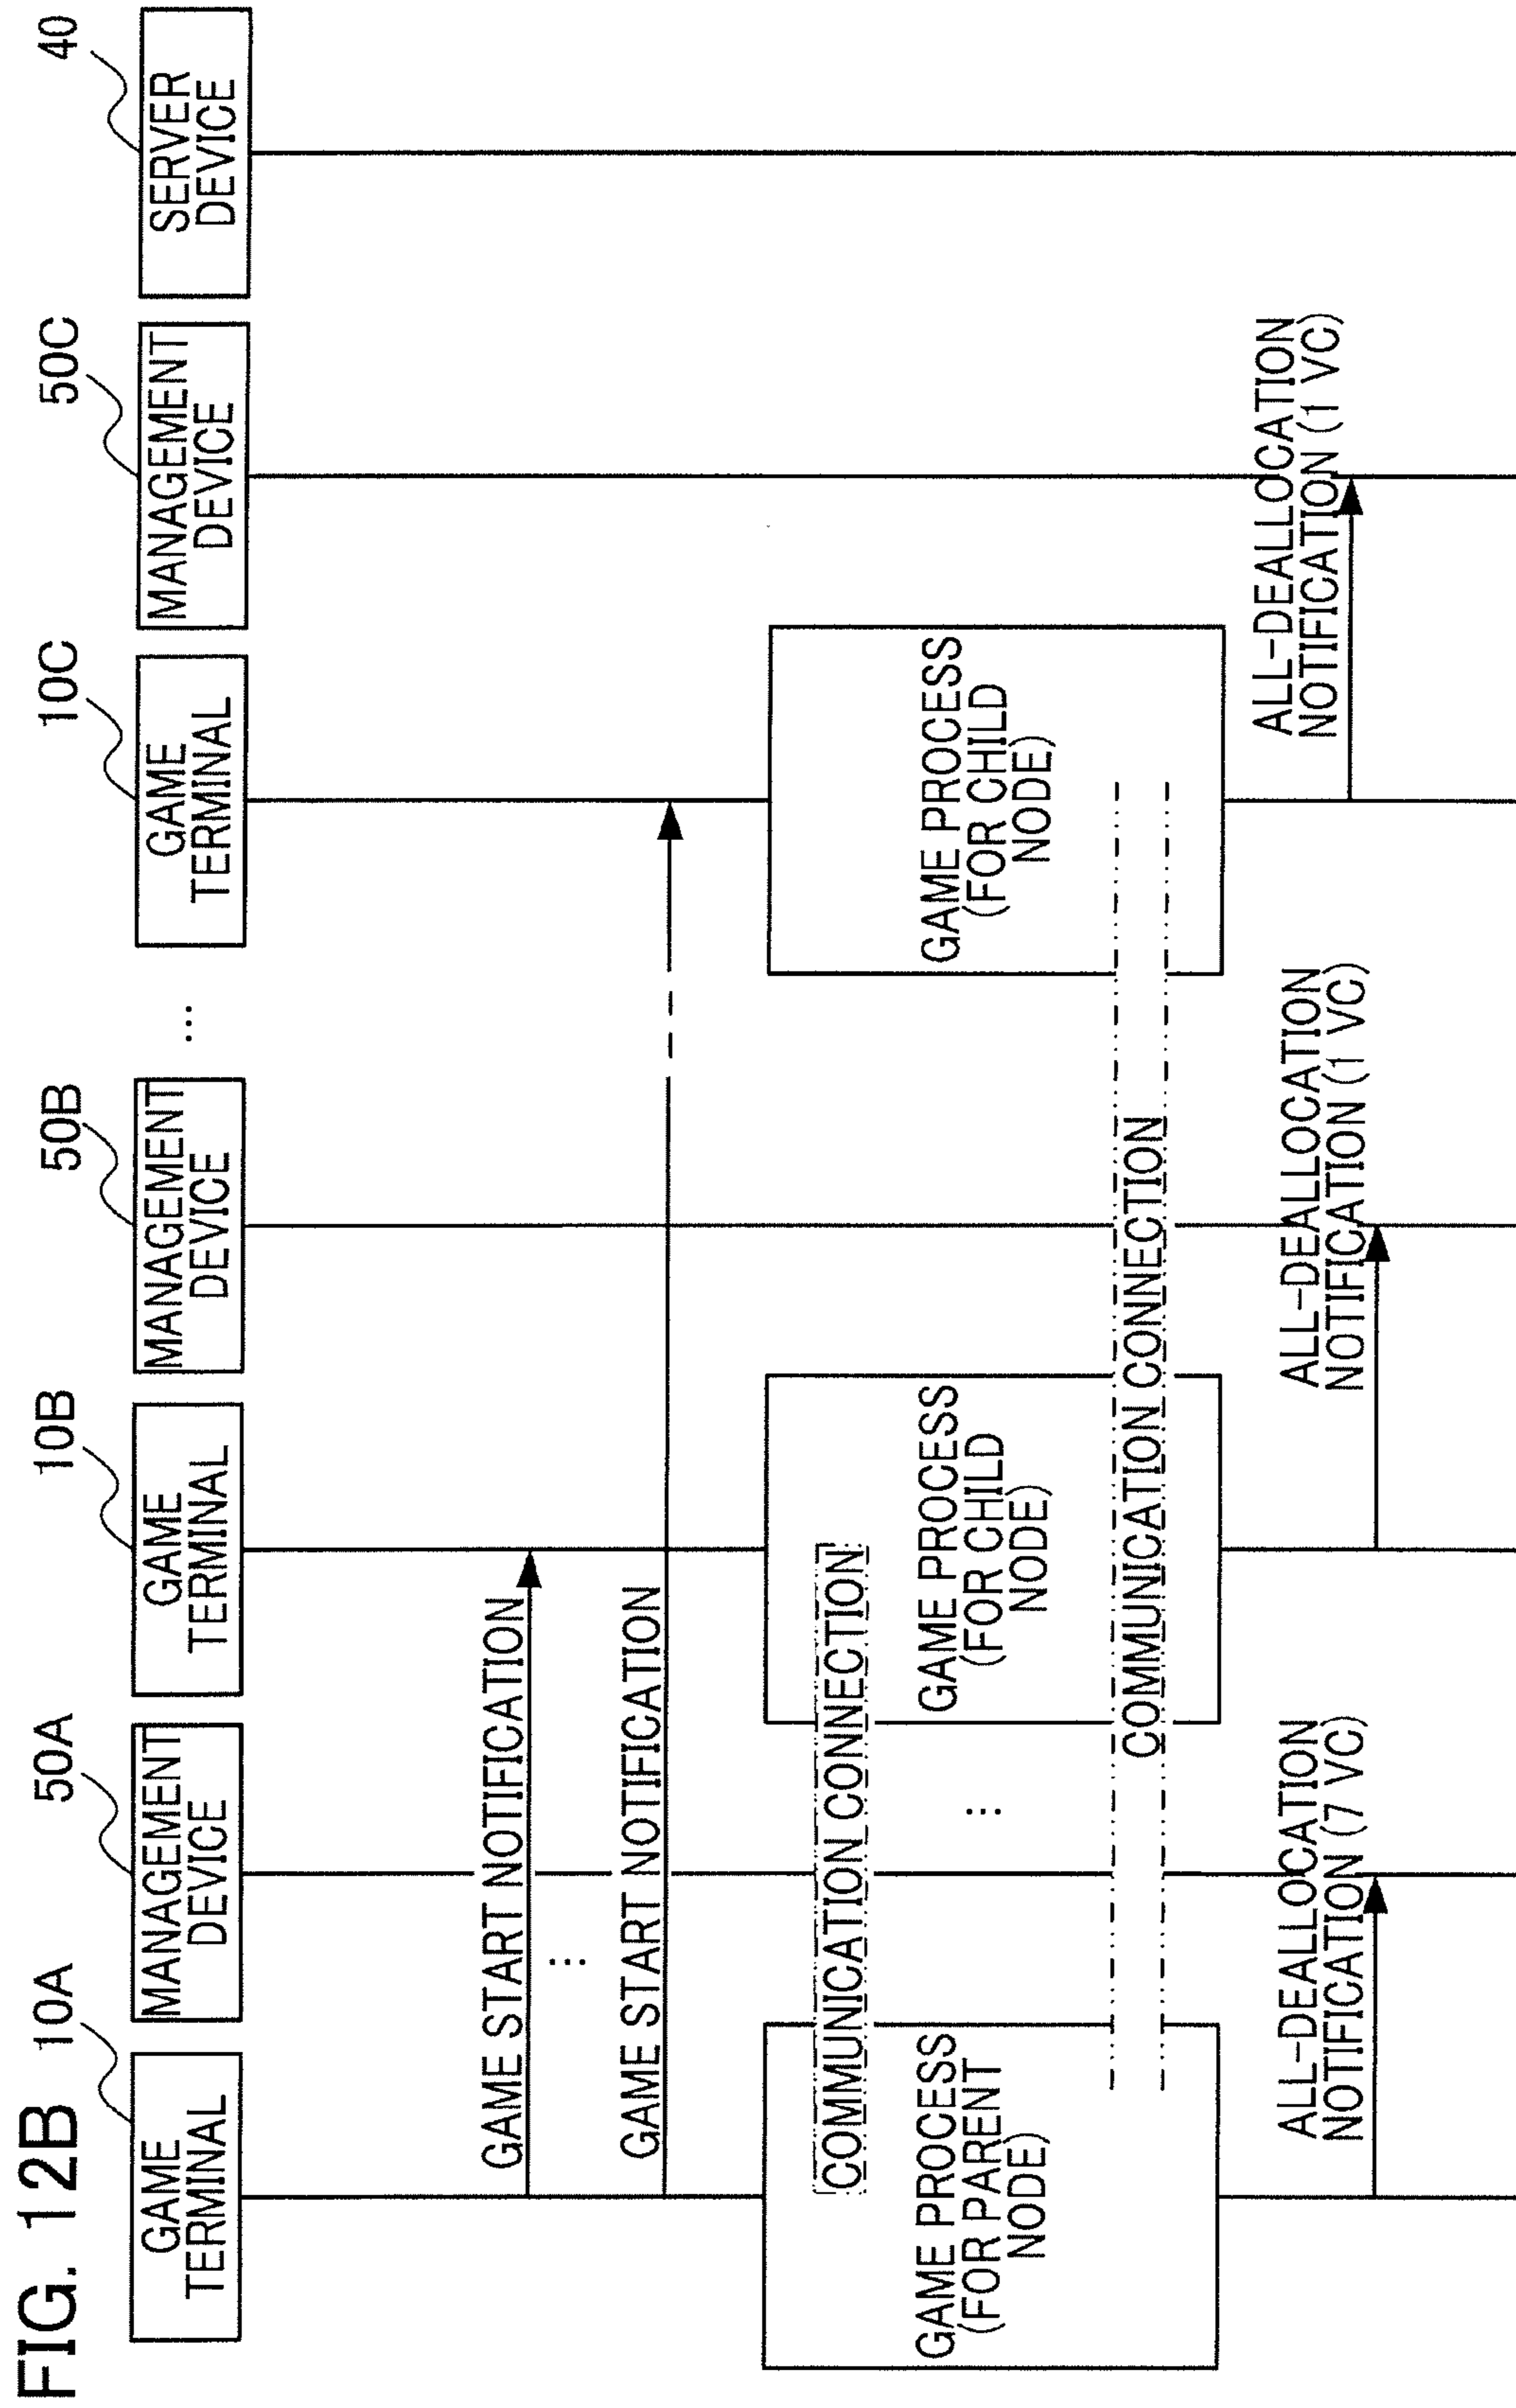 FIG. 12B
10A
50A
10B
50B
10C
50C
40
GAME
TERMINAL
MANAGEMENT
DEVICE
GAME
TERMINAL
MANAGEMENT
DEVICE
...
GAME
TERMINAL
MANAGEMENT
DEVICE
SERVER
DEVICE
GAME START NOTIFICATION
...
GAME START NOTIFICATION
COMMUNICATION CONNECTION
GAME PROCESS
(FOR PARENT
NODE)
...
GAME PROCESS
(FOR CHILD
NODE)
GAME PROCESS
(FOR CHILD
NODE)
COMMUNICATION CONNECTION
ALL-DEALLOCATION
NOTIFICATION (7 VC)
ALL-DEALLOCATION
NOTIFICATION (1 VC)
ALL-DEALLOCATION
NOTIFICATION (1 VC)